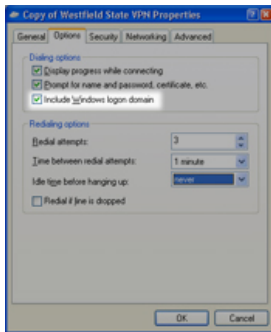 Copy of Westfield State VPN Properties
General Options Security Networking Advanced
Dialing options
Display progress while connecting
Prompt for name and password, certificate, etc.
Include Windows logon domain
Redialing options
Redial attempts: 3
Time between redial attempts: 1 minute
Idle time before hanging up: never
Redial if line is dropped
OK Cancel